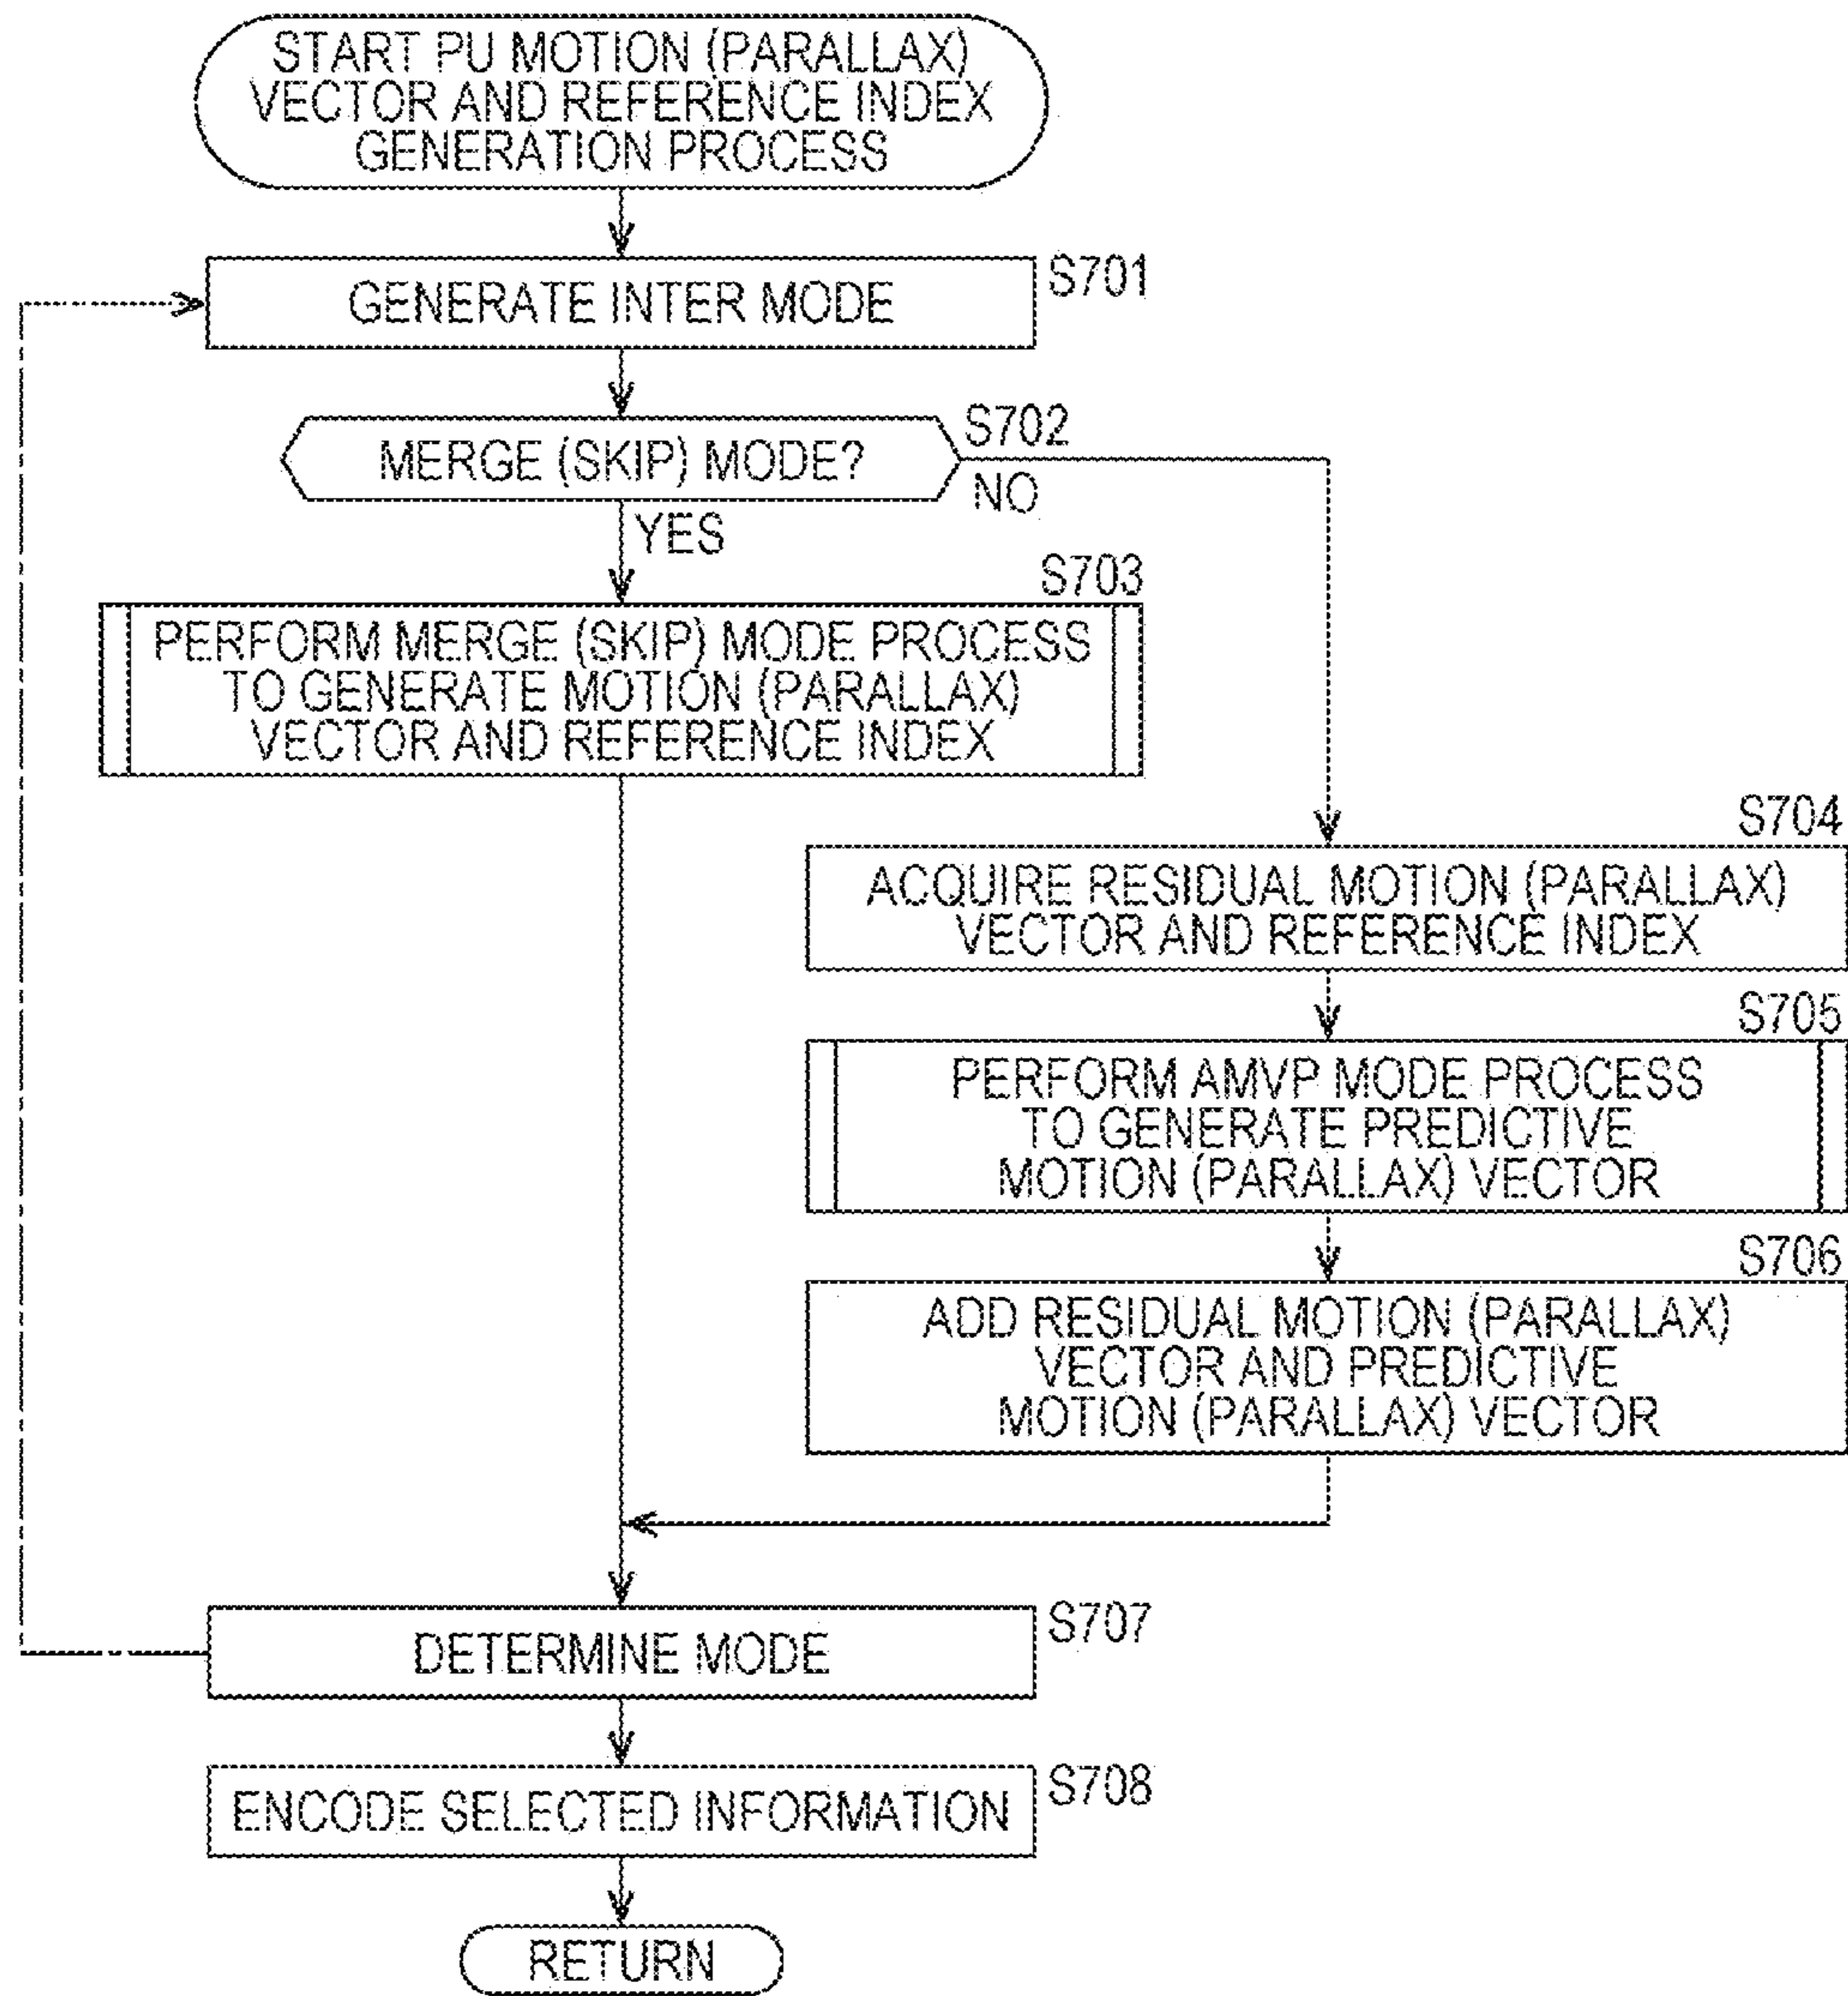 START PU MOTION (PARALLAX)
VECTOR AND REFERENCE INDEX
GENERATION PROCESS
S701
GENERATE INTER MODE
S702
MERGE (SKIP) MODE?
NO
YES
S703
PERFORM MERGE (SKIP) MODE PROCESS
TO GENERATE MOTION (PARALLAX)
VECTOR AND REFERENCE INDEX
S704
ACQUIRE RESIDUAL MOTION (PARALLAX)
VECTOR AND REFERENCE INDEX
S705
PERFORM AMVP MODE PROCESS
TO GENERATE PREDICTIVE
MOTION (PARALLAX) VECTOR
S706
ADD RESIDUAL MOTION (PARALLAX)
VECTOR AND PREDICTIVE
MOTION (PARALLAX) VECTOR
S707
DETERMINE MODE
S708
ENCODE SELECTED INFORMATION
RETURN